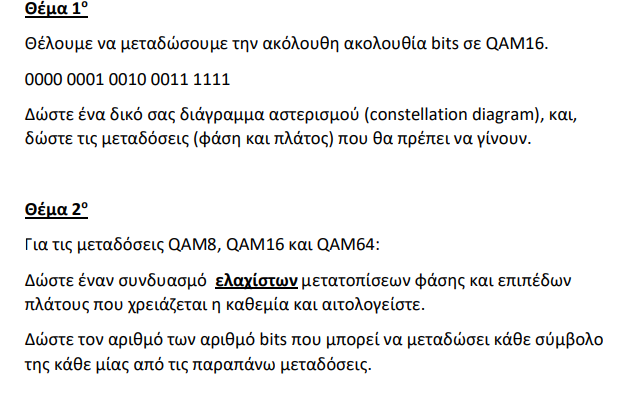 Θέμα 1ο
Θέλουμε να μεταδώσουμε την ακόλουθη ακολουθία bits σε QAM16.
0000 0001 0010 0011 1111
Δώστε ένα δικό σας διάγραμμα αστερισμού (constellation diagram), και,
δώστε τις μεταδόσεις (φάση και πλάτος) που θα πρέπει να γίνουν.
Θέμα 2ο
Για τις μεταδόσεις QAM8, QAM16 και QAM64:
Δώστε έναν συνδυασμό ελαχίστων μετατοπίσεων φάσης και επιπέδων
πλάτους που χρειάζεται η καθεμία και αιτολογείστε.
Δώστε τον αριθμό των αριθμό bits που μπορεί να μεταδώσει κάθε σύμβολο
της κάθε μίας από τις παραπάνω μεταδόσεις.